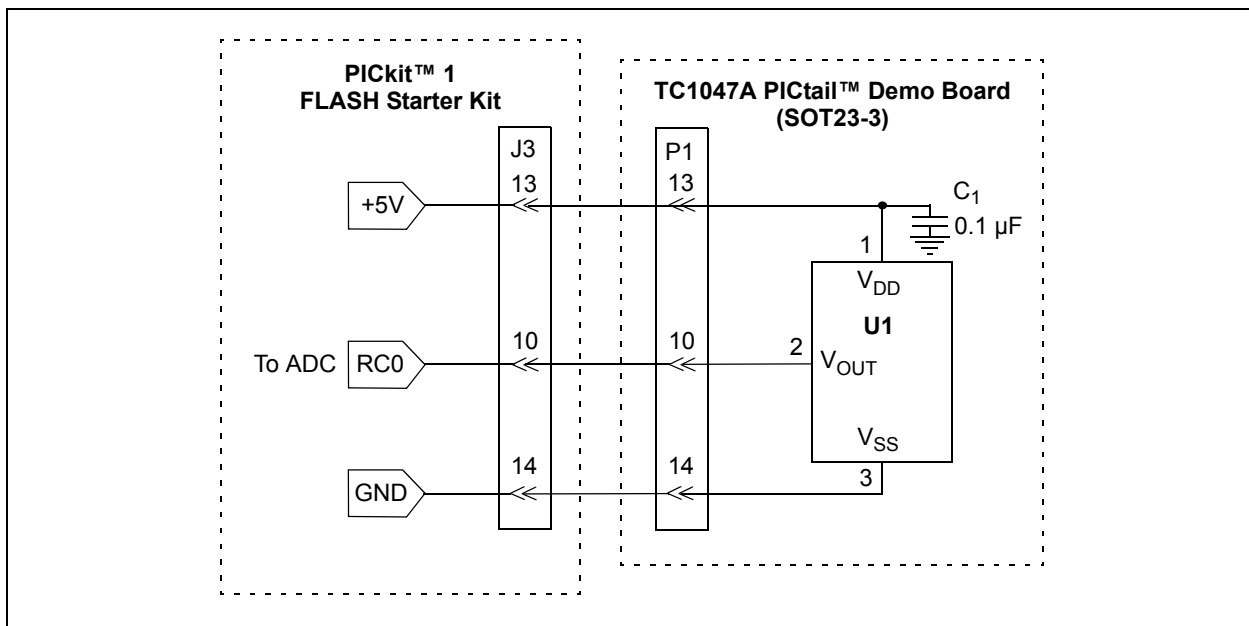 PICkit™ 1
FLASH Starter Kit
TC1047A PICtail™ Demo Board
(SOT23-3)
J3
P1
13
13
+5V
C1
0.1 µF
1
VDD
U1
10
10
2
VOUT
To ADC
RC0
VSS
14
14
3
GND